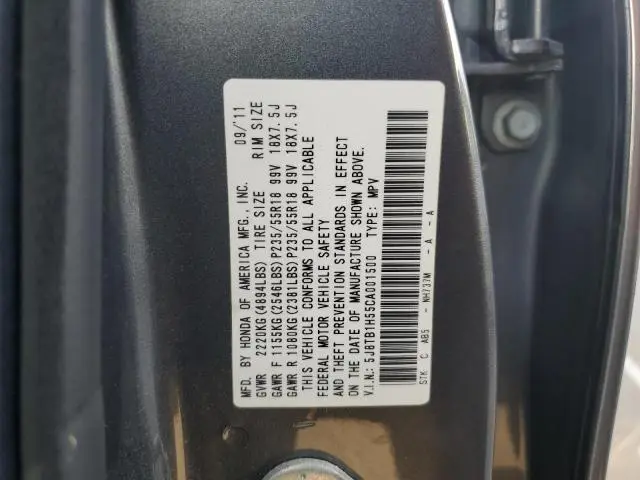 MFD. BY HONDA OF AMERICA MFG., INC. 09/'11
GVWR 2220KG(4894LBS) TIRE SIZE RIM SIZE
GAWR F 1155KG(2546LBS)P235/55R18 99V 18X7.5J
GAWR R 1080KG(2381LBS)P235/55R18 99V 18X7.5J
THIS VEHICLE CONFORMS TO ALL APPLICABLE
FEDERAL MOTOR VEHICLE SAFETY
AND THEFT PREVENTION STANDARDS IN EFFECT
ON THE DATE OF MANUFACTURE SHOWN ABOVE.
V.I.N.: 5J8TB1H55CA001500 TYPE: MPV
STK C AB5 - NH737M - A - A